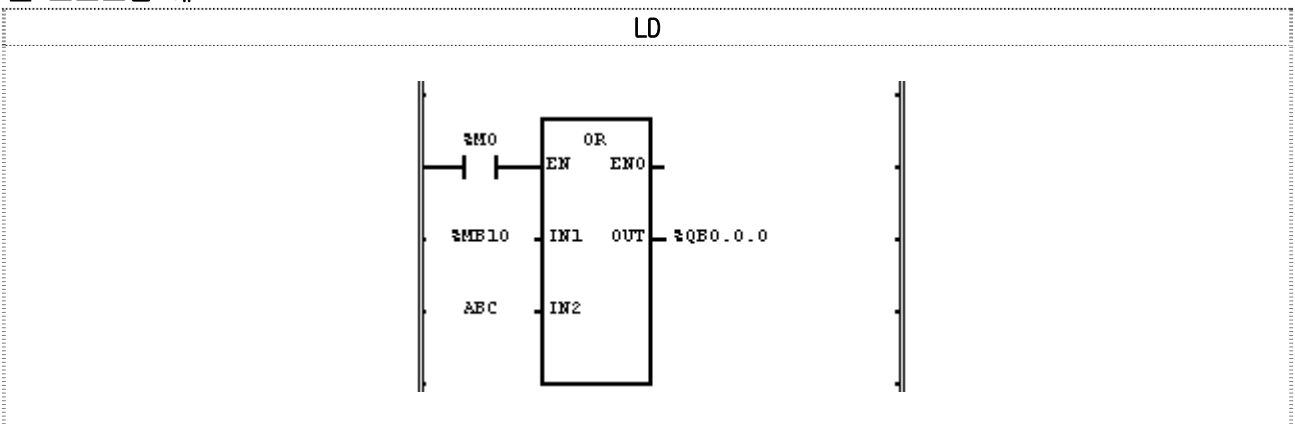 LD
%M0
OR
EN ENO
%MB10 IN1 OUT %QB0.0.0
ABC IN2